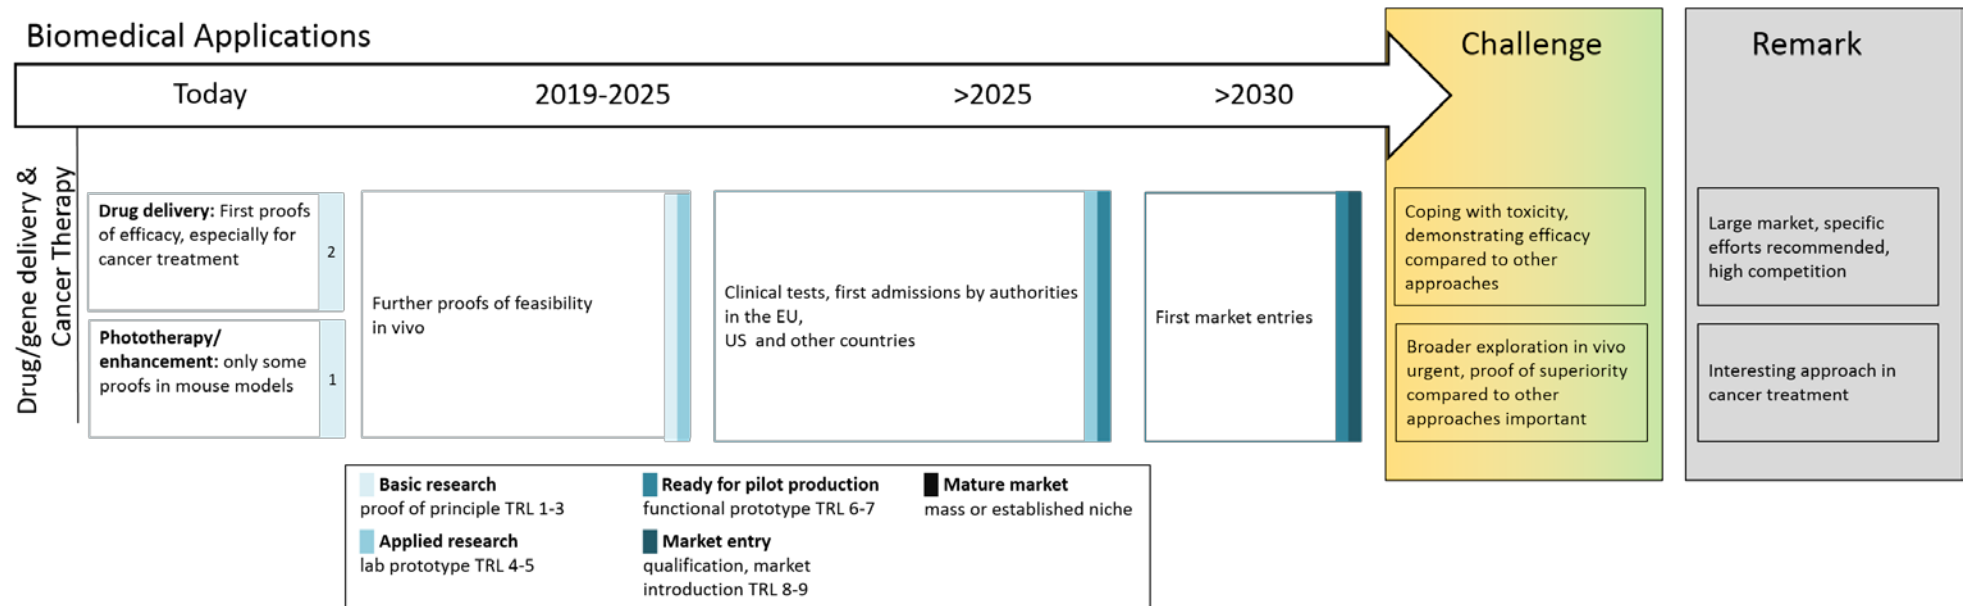 Biomedical Applications
Today
2019-2025
>2025
>2030
Challenge
Remark
Drug/gene delivery &
Cancer Therapy
Drug delivery: First proofs
of efficacy, especially for
cancer treatment
2
Phototherapy/
enhancement: only some
proofs in mouse models
1
Further proofs of feasibility
in vivo
Clinical tests, first admissions by authorities
in the EU,
US and other countries
First market entries
Coping with toxicity,
demonstrating efficacy
compared to other
approaches
Broader exploration in vivo
urgent, proof of superiority
compared to other
approaches important
Large market, specific
efforts recommended,
high competition
Interesting approach in
cancer treatment
Basic research
proof of principle TRL 1-3
Applied research
lab prototype TRL 4-5
Ready for pilot production
functional prototype TRL 6-7
Market entry
qualification, market
introduction TRL 8-9
Mature market
mass or established niche